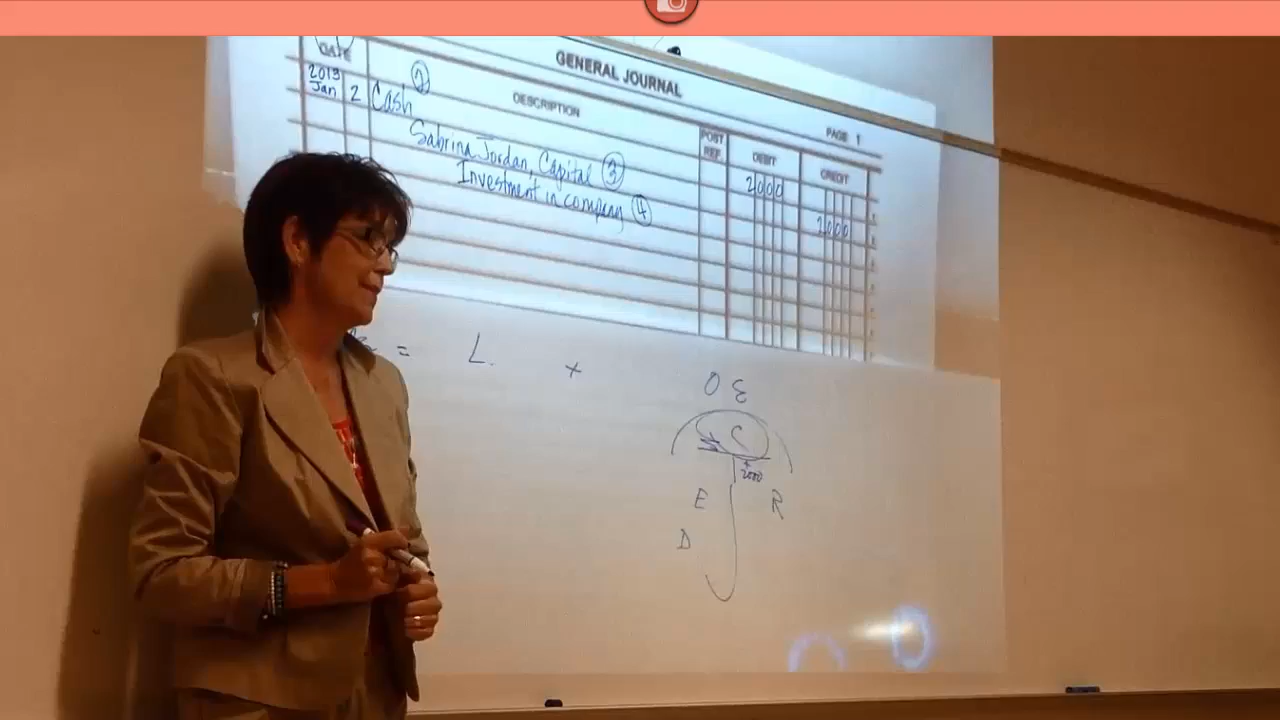 GENERAL JOURNAL
PAGE 1
DATE
DESCRIPTION
POST REF
DEBIT
CREDIT
2013
Jan 2 Cash ②
2000
Sabrina Jordan, Capital ③
2000
Investment in company ④
= L. + O E
C
2000
E R
D